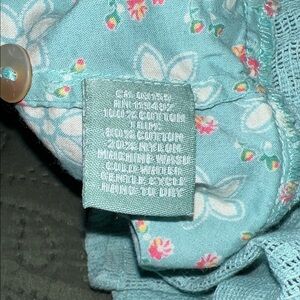 100% COTTON
TRIM:
80% COTTON
20% NYLON
MACHINE WASH
COLD WATER
GENTLE CYCLE
HANG TO DRY